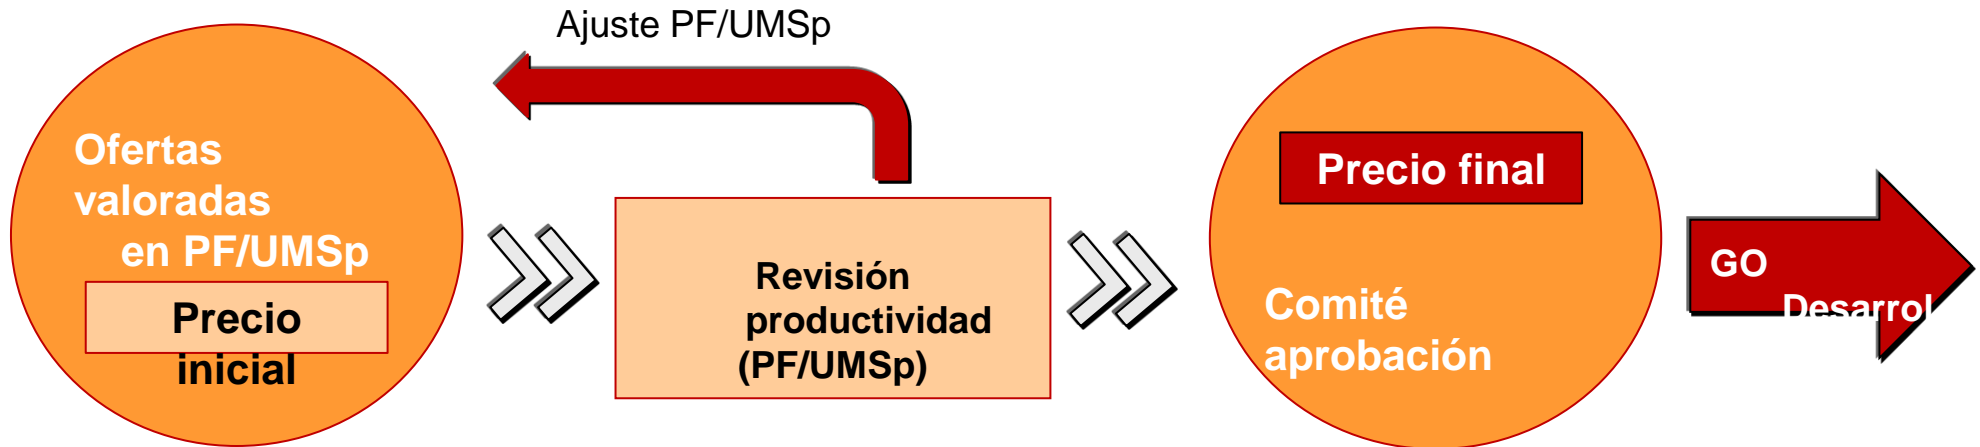 Ajuste PF/UMSp
Ofertas
valoradas
en PF/UMSp
Precio
inicial
Revisión
productividad
(PF/UMSp)
Precio final
Comité
aprobación
GO
Desarrol